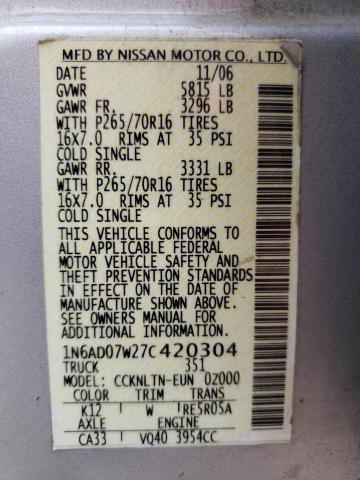 MFD BY NISSAN MOTOR CO., LTD.
DATE 11/06
GVWR 5815 LB
GAWR FR. 3296 LB
WITH P265/70R16 TIRES
16X7.0 RIMS AT 35 PSI
COLD SINGLE
GAWR RR. 3331 LB
WITH P265/70R16 TIRES
16X7.0 RIMS AT 35 PSI
COLD SINGLE
THIS VEHICLE CONFORMS TO
ALL APPLICABLE FEDERAL
MOTOR VEHICLE SAFETY AND
THEFT PREVENTION STANDARDS
IN EFFECT ON THE DATE OF
MANUFACTURE SHOWN ABOVE.
SEE OWNERS MANUAL FOR
ADDITIONAL INFORMATION.
1N6AD07W27C420304
TRUCK 351
MODEL: CCKNLTN-EUN 0Z000
COLOR TRIM TRANS
K12 W RE5R05A
AXLE ENGINE
CA33 VQ40 3954CC